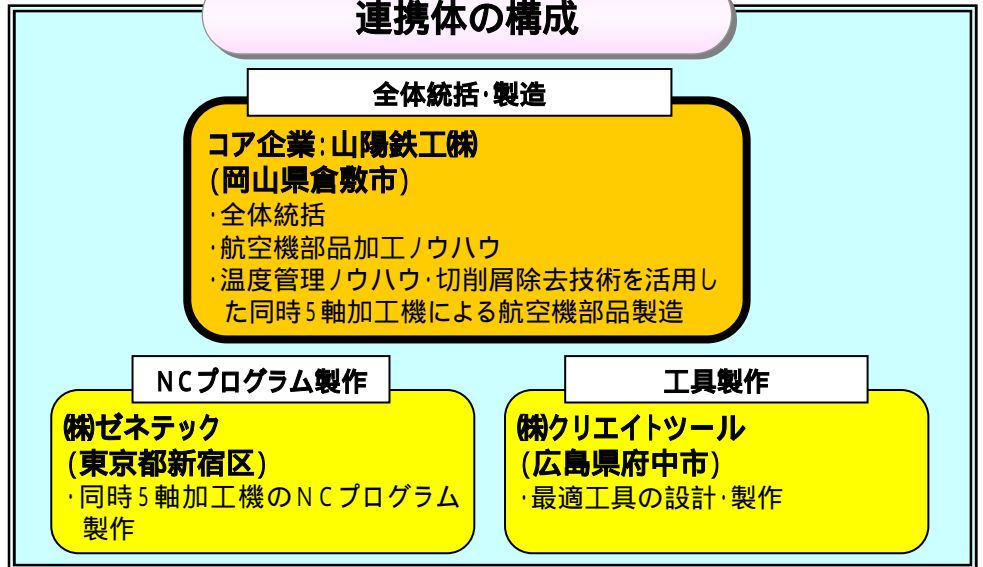 連携体の構成
全体統括・製造
コア企業：山陽鉄工㈱
（岡山県倉敷市）
・全体統括
・航空機部品加工ノウハウ
・温度管理ノウハウ・切削屑除去技術を活用し
た同時5軸加工機による航空機部品製造
NCプログラム製作
㈱ゼネテック
（東京都新宿区）
・同時5軸加工機のNCプログラム
製作
工具製作
㈱クリエイトツール
（広島県府中市）
・最適工具の設計・製作